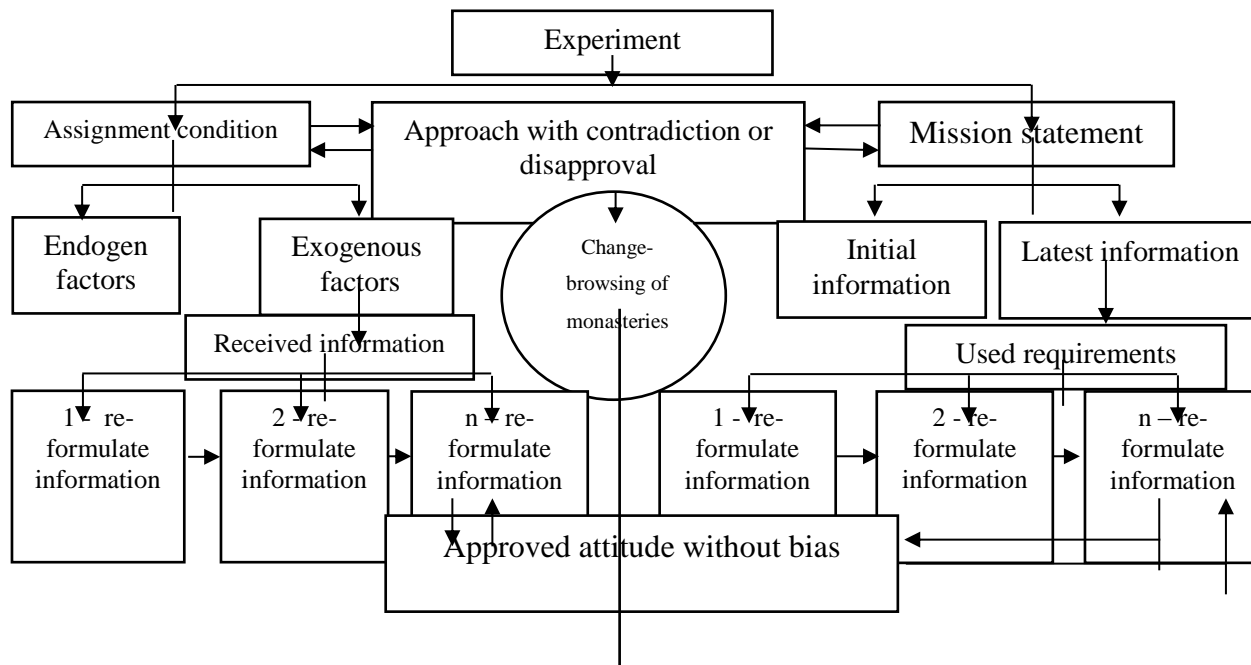 Experiment
Assignment condition
Approach with contradiction or
disapproval
Mission statement
Endogen
factors
Exogenous
factors
Change-
browsing of
monasteries
Initial
information
Latest information
Received information
Used requirements
1 - re-
formulate
information
2 - re-
formulate
information
n – re-
formulate
information
1 - re-
formulate
information
2 - re-
formulate
information
n – re-
formulate
information
Approved attitude without bias